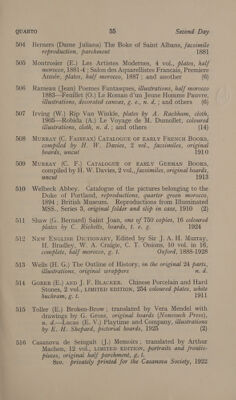 QUARTO 55 Second Day
504 Berners (Dame Juliana) The Boke of Saint Albans, facsimile
reproduction, parchment 1881
505 Montrosier (E.) Les Artistes Modernes, 4 vol., plates, half
morocco, 1881-4; Salon des Aquarellistes Francais, Premiere
Année, plates, half morocco, 1887; and another (6)
506 Rameau (Jean) Poemes Fantasques, illustrations, half morocco
1883—Feuillet (O.) Le Roman d'un Jeune Homme Pauvre,
illustrations, decorated canvas, g. e., n. d.; and others (6)
507 Irving (W.) Rip Van Winkle, plates by A. Rackham, cloth,
1905—Robida (A.) Le Voyage de M. Dumollet, coloured
illustrations, cloth, n. d.; and others (14)
508 MURRAY (C. FAIRFAX) CATALOGUE OF EARLY FRENCH BOOKS,
compiled by H. W. Davies, 2 vol., facsimiles, original
boards, uncut 1910
509 MURRAY (C. F.) CATALOGUE OF EARLY GERMAN BOOKS,
compiled by H. W. Davies, 2 vol., facsimiles, original boards,
uncut 1913
510 Welbeck Abbey. Catalogue of the pictures belonging to the
Duke of Portland, reproductions, quarter green morocco,
1894; British Museum. Reproductions from Illuminated
MSS., Series 3, original folder and slip in case, 1910 (2)
511 Shaw (G. Bernard) Saint Joan, one of 750 copies, 16 coloured
plates by C. Ricketts, boards, t. e. g. 1924
512 NEW ENGLISH DICTIONARY, Edited by Sir J. A. H. Murray,
H. Bradley, W. A. Craigie, C. T. Onions, 10 vol. in 16,
complete, half morocco, g. t. Oxford, 1888-1928
513 Wells (H. G.) The Outline of History, in the original 24 parts,
illustrations, original wrappers n. d.
514 GORER (E.) AND J. F. BLACKER. Chinese Porcelain and Hard
Stones, 2 vol., LIMITED EDITION, 254 coloured plates, white
buckram, g. t. 1911
515 Toller (E.) Broken-Brow; translated by Vera Mendel with
drawings by G. Grosz, original boards (Nonesuch Press),
n. d.—Lucas (E. V.) Playtime and Company, illustrations
by E. H. Shepard, pictorial boards, 1925 (2)
516 Casanova de Seingalt (J.) Memoirs; translated by Arthur
Machen, 12 vol., LIMITED EDITION, portraits and frontis-
pieces, original half parchment, g. t.
8vo. privately printed for the Casanova Society, 1922